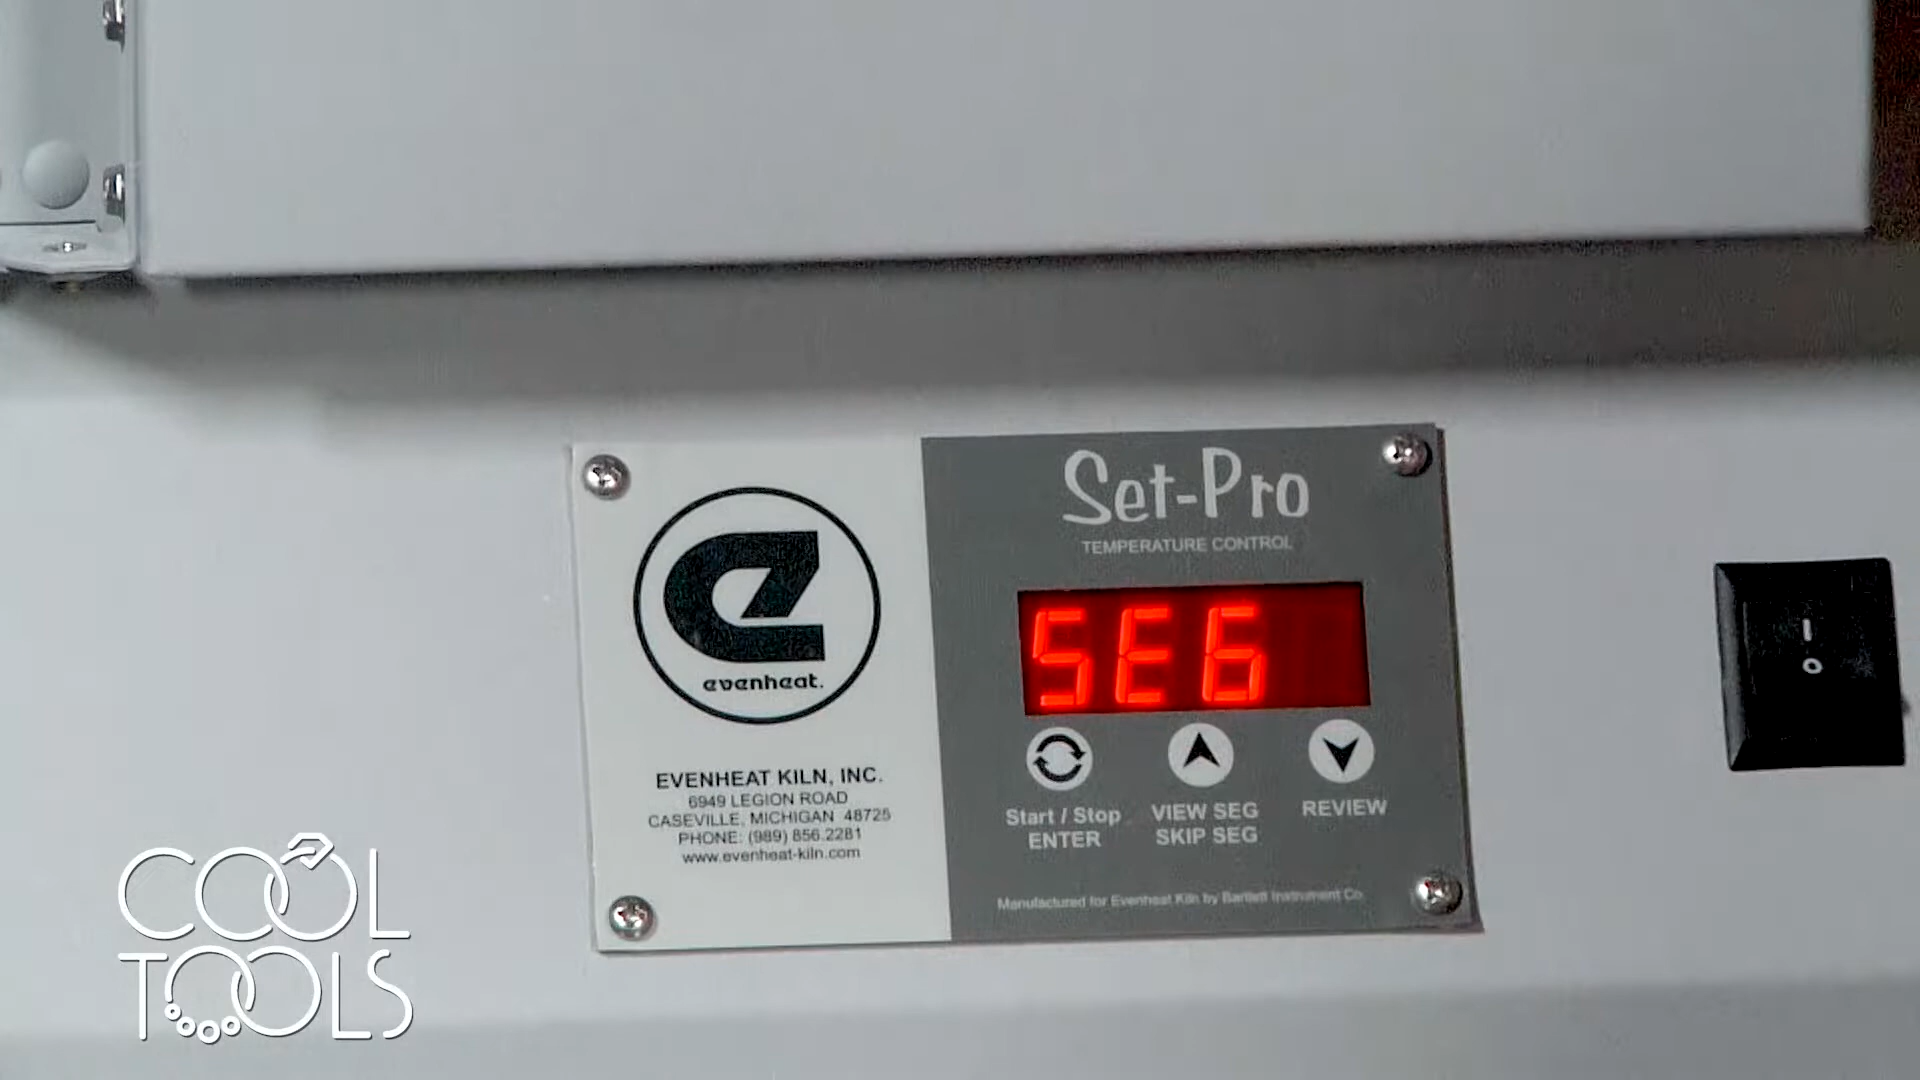 Set-Pro
TEMPERATURE CONTROL
SEG
evenheat.
EVENHEAT KILN, INC.
6949 LEGION ROAD
CASEVILLE, MICHIGAN 48725
PHONE: (989) 856.2281
www.evenheat-kiln.com
Start / Stop
ENTER
VIEW SEG
SKIP SEG
REVIEW
Manufactured for Evenheat Kiln by Bartlett Instrument Co.
COOL
TOOLS